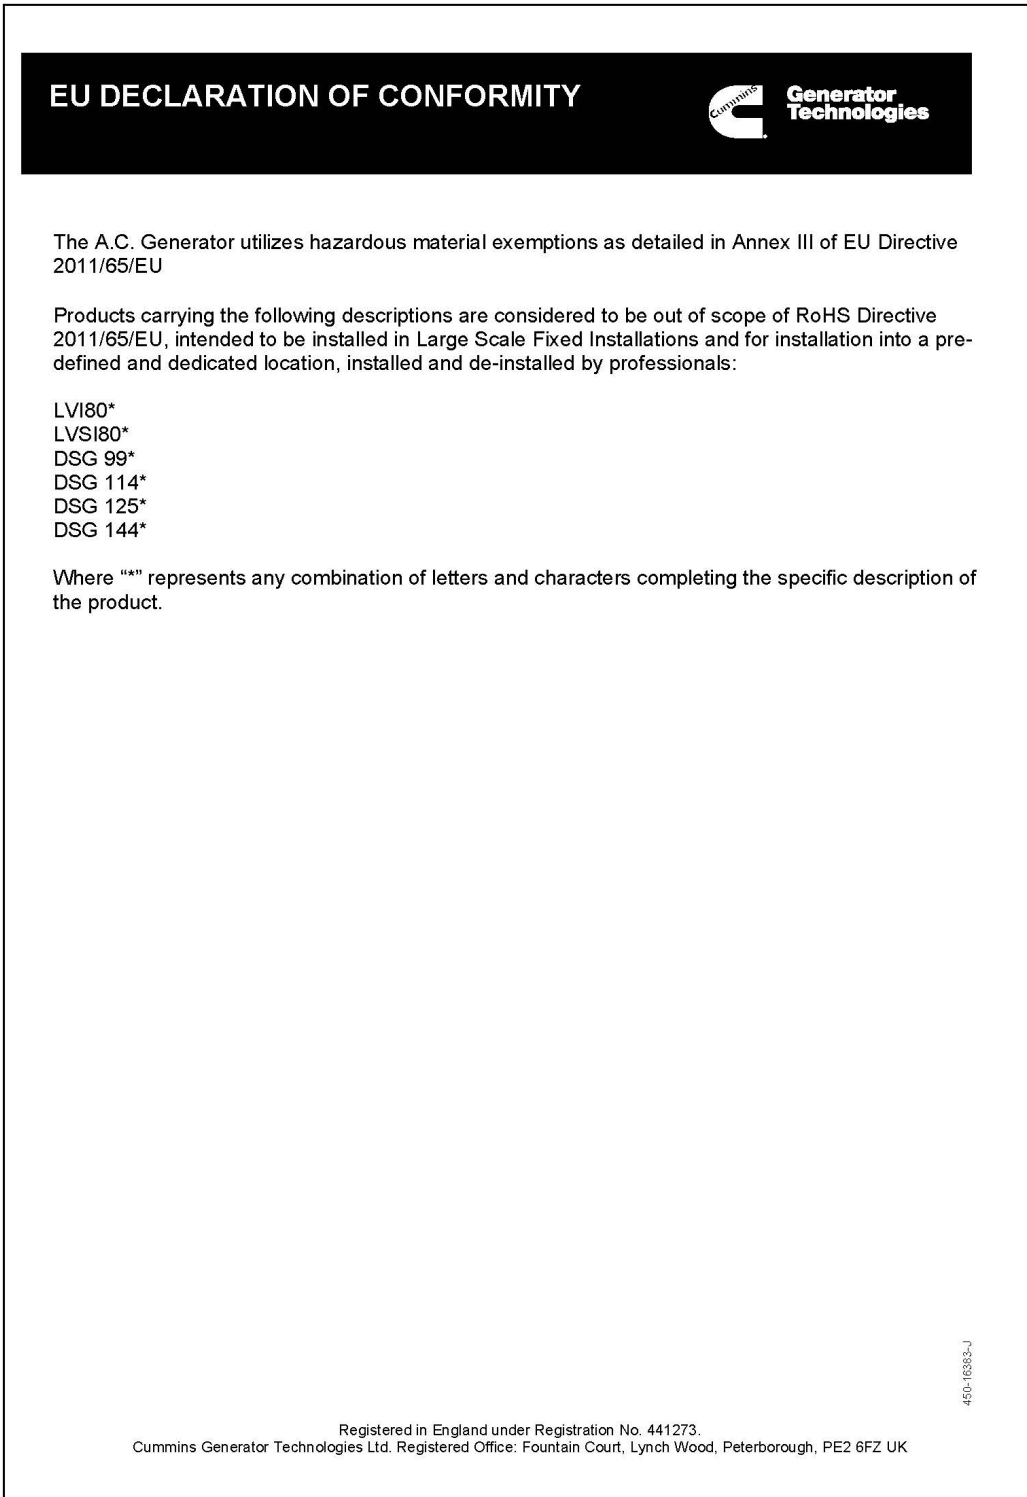 EU DECLARATION OF CONFORMITY
Cummins
Generator
Technologies
The A.C. Generator utilizes hazardous material exemptions as detailed in Annex III of EU Directive
2011/65/EU
Products carrying the following descriptions are considered to be out of scope of RoHS Directive
2011/65/EU, intended to be installed in Large Scale Fixed Installations and for installation into a pre-
defined and dedicated location, installed and de-installed by professionals:
LVI80*
LVSI80*
DSG 99*
DSG 114*
DSG 125*
DSG 144*
Where “*” represents any combination of letters and characters completing the specific description of
the product.
450-16383-J
Registered in England under Registration No. 441273.
Cummins Generator Technologies Ltd. Registered Office: Fountain Court, Lynch Wood, Peterborough, PE2 6FZ UK